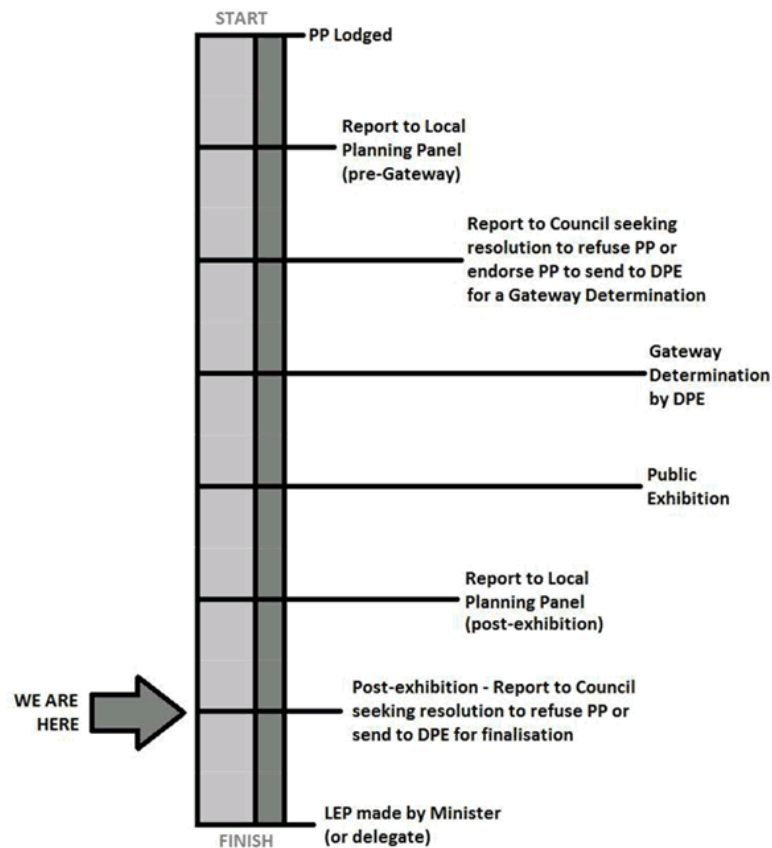 START
PP Lodged
Report to Local
Planning Panel
(pre-Gateway)
Report to Council seeking
resolution to refuse PP or
endorse PP to send to DPE
for a Gateway Determination
Gateway
Determination
by DPE
Public
Exhibition
Report to Local
Planning Panel
(post-exhibition)
WE ARE
HERE
Post-exhibition - Report to Council
seeking resolution to refuse PP or
send to DPE for finalisation
LEP made by Minister
(or delegate)
FINISH